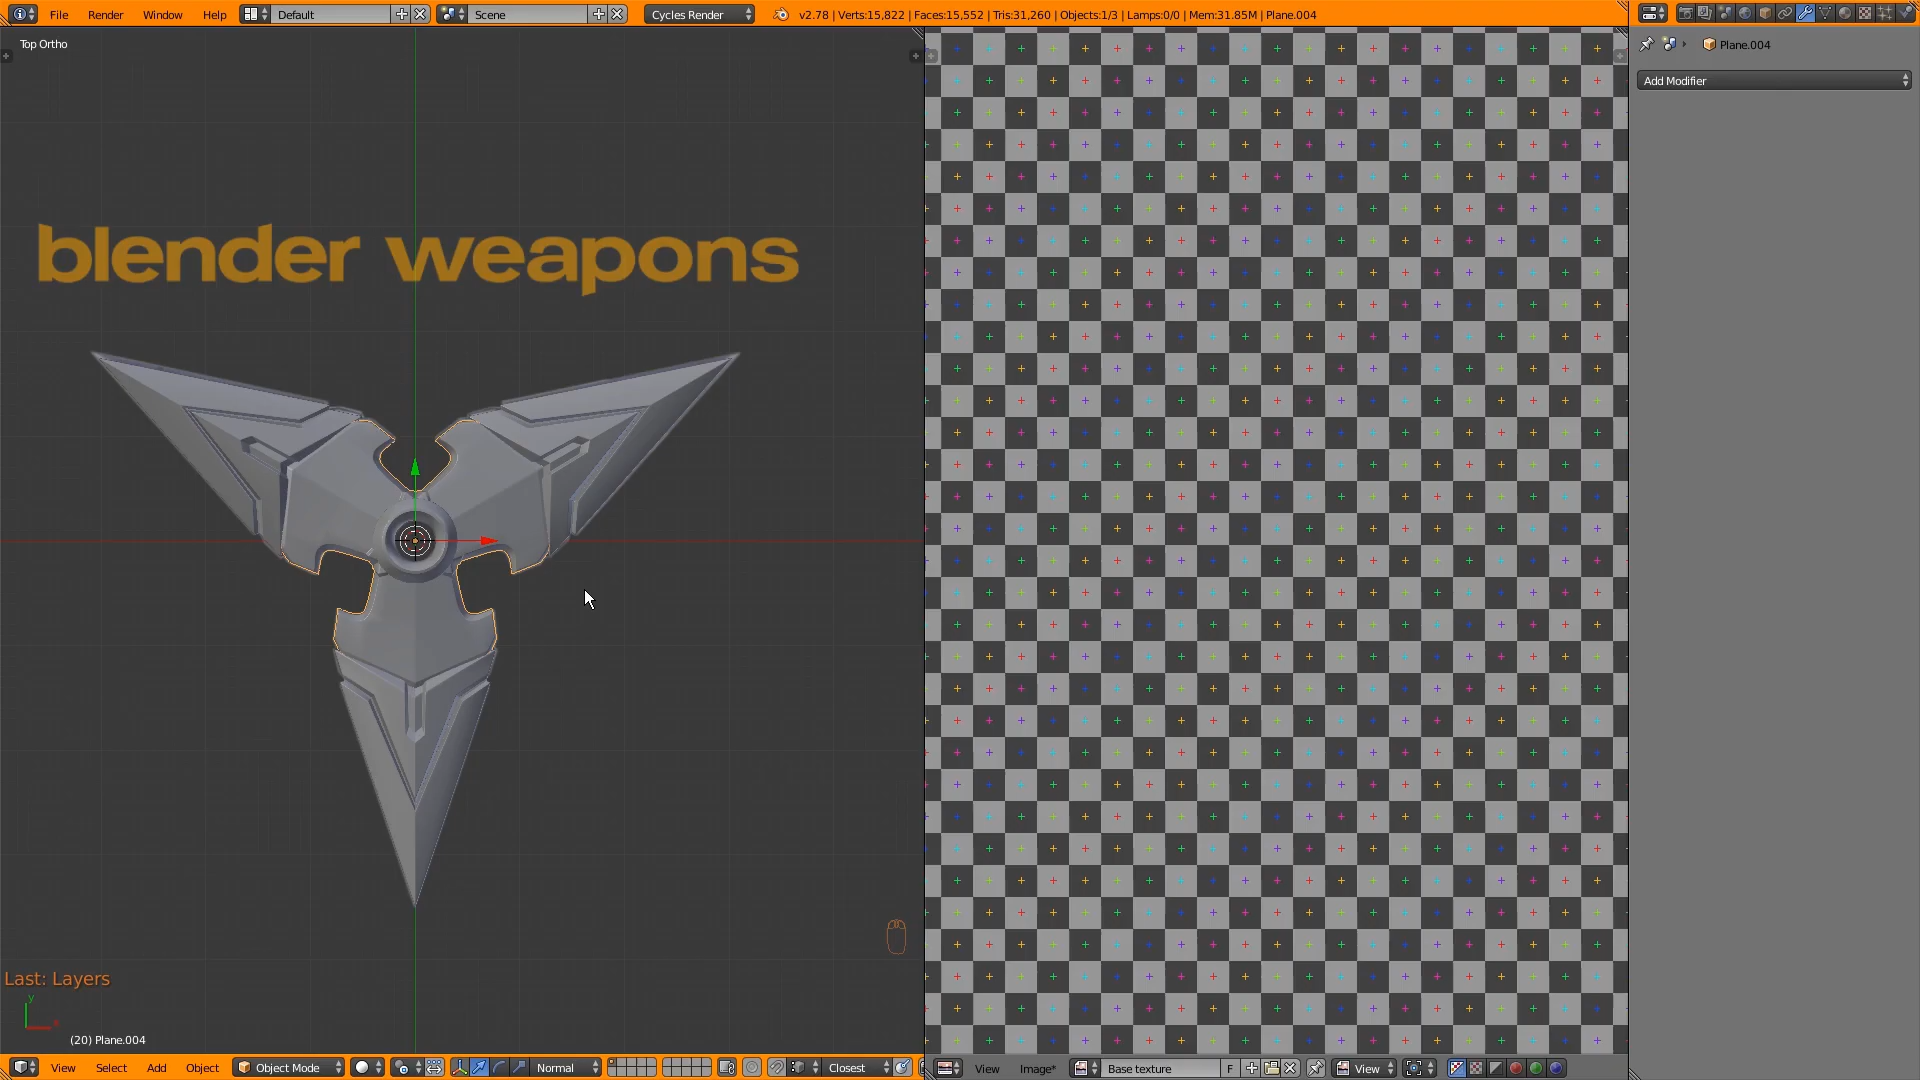 File Render Window Help Default Scene Cycles Render v2.78 | Verts:15,822 | Faces:15,552 | Tris:31,260 | Objects:1/3 | Lamps:0/0 | Mem:31.85M | Plane.004
Top Ortho
Plane.004
Add Modifier
blender weapons
Last: Layers
y
x
(20) Plane.004
View Select Add Object Object Mode Normal Closest View Image* Base texture F View